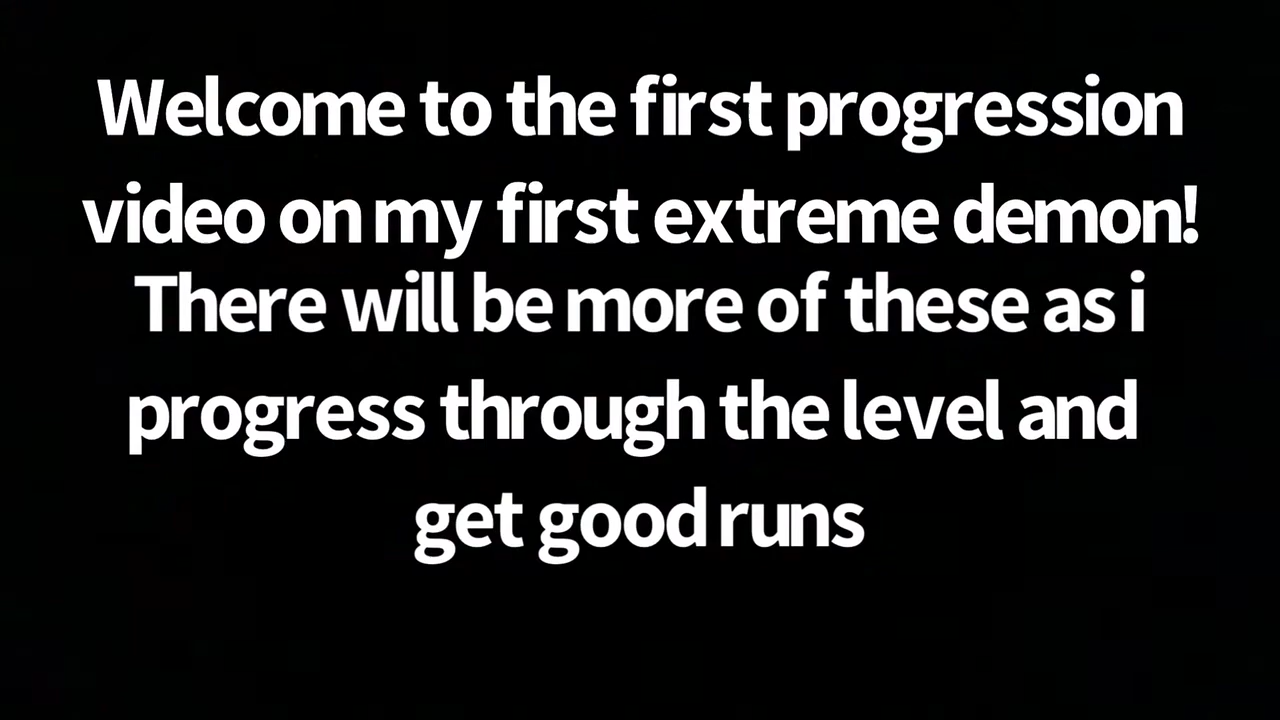 Welcome to the first progression
video on my first extreme demon!
There will be more of these as i
progress through the level and
get good runs